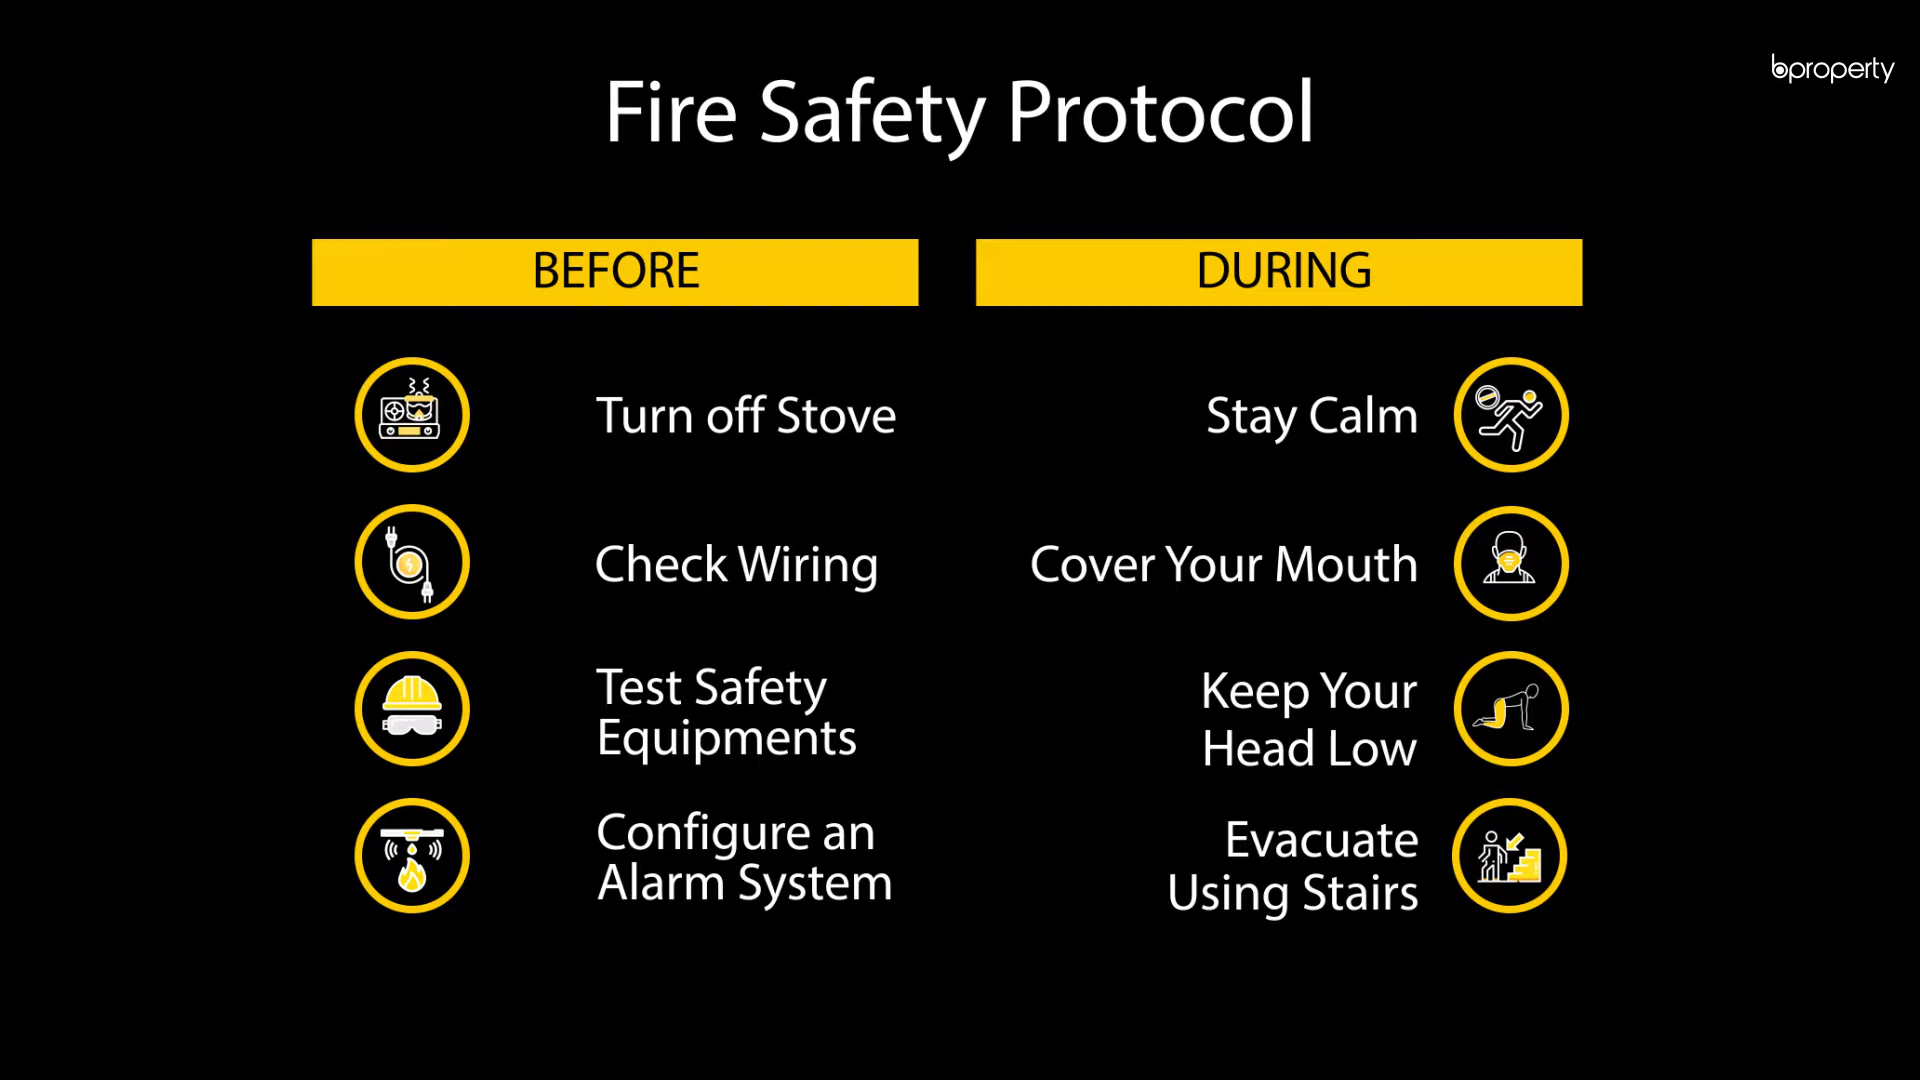 bproperty
Fire Safety Protocol
BEFORE
Turn off Stove
Check Wiring
Test Safety
Equipments
Configure an
Alarm System
DURING
Stay Calm
Cover Your Mouth
Keep Your
Head Low
Evacuate
Using Stairs